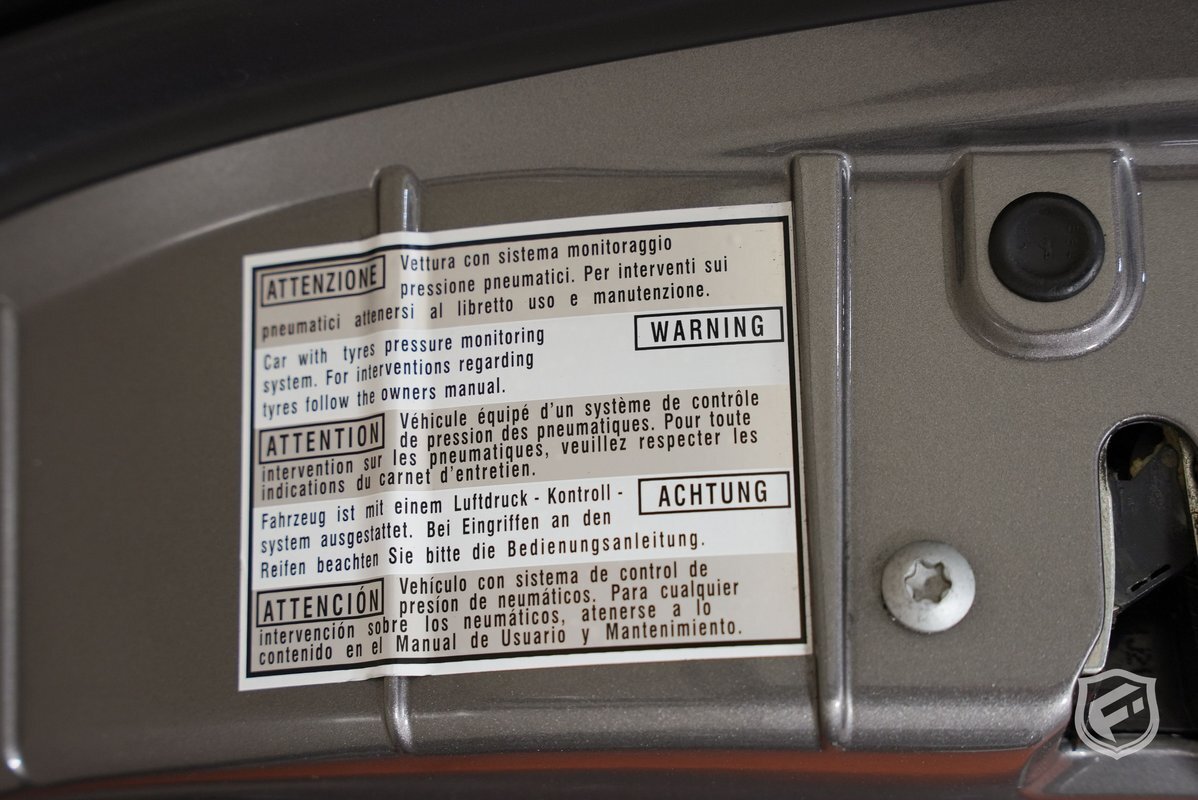 ATTENZIONE Vettura con sistema monitoraggio
pressione pneumatici. Per interventi sui
pneumatici attenersi al libretto uso e manutenzione.
Car with tyres pressure monitoring WARNING
system. For interventions regarding
tyres follow the owners manual.
ATTENTION Véhicule équipé d'un système de contrôle
de pression des pneumatiques. Pour toute
intervention sur les pneumatiques, veuillez respecter les
indications du carnet d'entretien.
Fahrzeug ist mit einem Luftdruck - Kontroll - ACHTUNG
system ausgestattet. Bei Eingriffen an den
Reifen beachten Sie bitte die Bedienungsanleitung.
ATTENCIÓN Vehículo con sistema de control de
presíon de neumáticos. Para cualquier
intervención sobre los neumáticos, atenerse a lo
contenido en el Manual de Usuario y Mantenimiento.